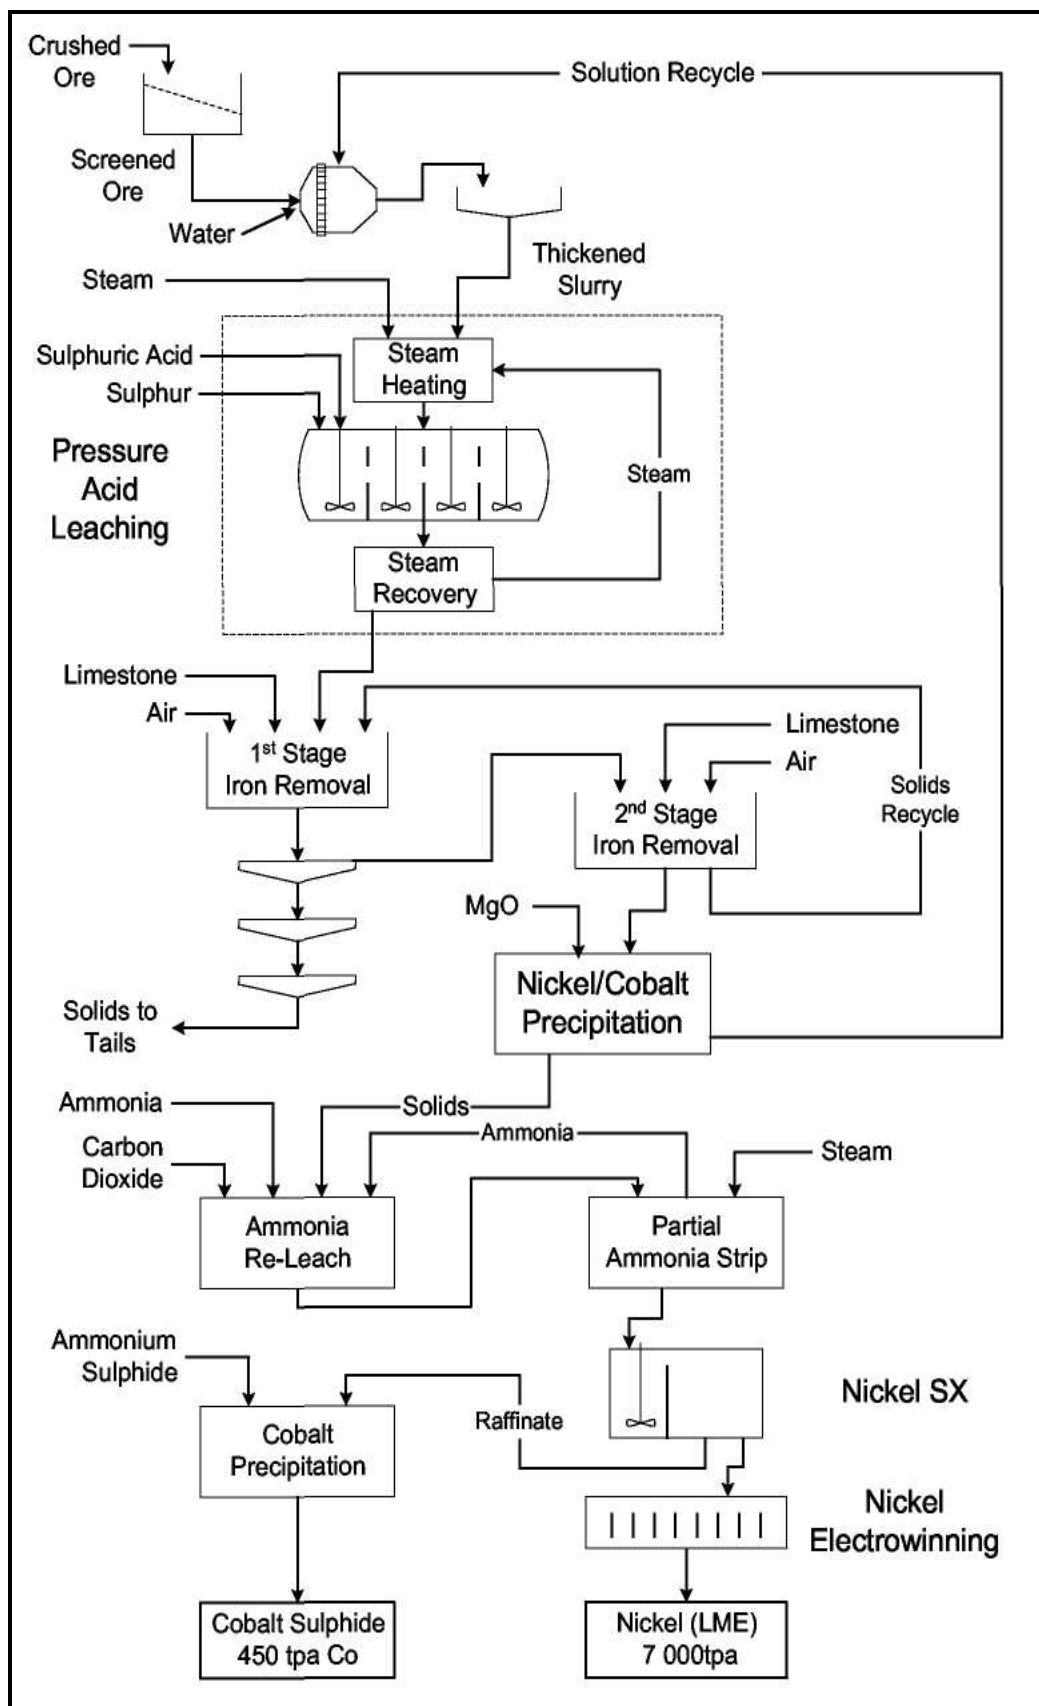 Crushed
Ore
Solution Recycle
Screened
Ore
Water
Thickened
Slurry
Steam
Steam
Heating
Sulphuric Acid
Sulphur
Pressure
Acid
Leaching
Steam
Steam
Recovery
Limestone
Air
1st Stage
Iron Removal
Limestone
Air
2nd Stage
Iron Removal
Solids
Recycle
MgO
Nickel/Cobalt
Precipitation
Solids to
Tails
Ammonia
Solids
Ammonia
Carbon
Dioxide
Steam
Ammonia
Re-Leach
Partial
Ammonia Strip
Ammonium
Sulphide
Nickel SX
Raffinate
Cobalt
Precipitation
Nickel
Electrowinning
Cobalt Sulphide
450 tpa Co
Nickel (LME)
7 000tpa